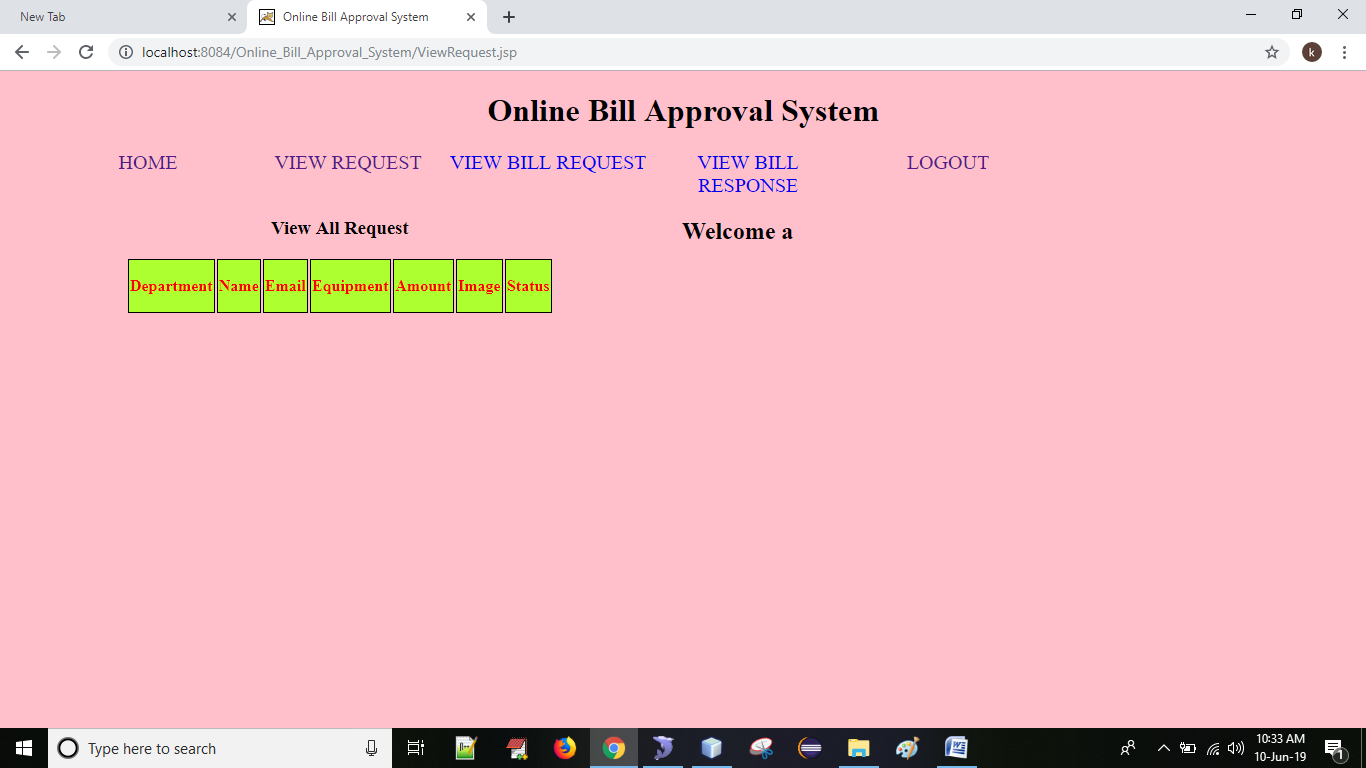 New Tab
Online Bill Approval System
localhost:8084/Online_Bill_Approval_System/ViewRequest.jsp
k
Online Bill Approval System
HOME VIEW REQUEST VIEW BILL REQUEST VIEW BILL RESPONSE LOGOUT
View All Request
Welcome a
Department Name Email Equipment Amount Image Status
Type here to search
10:33 AM
10-Jun-19
1